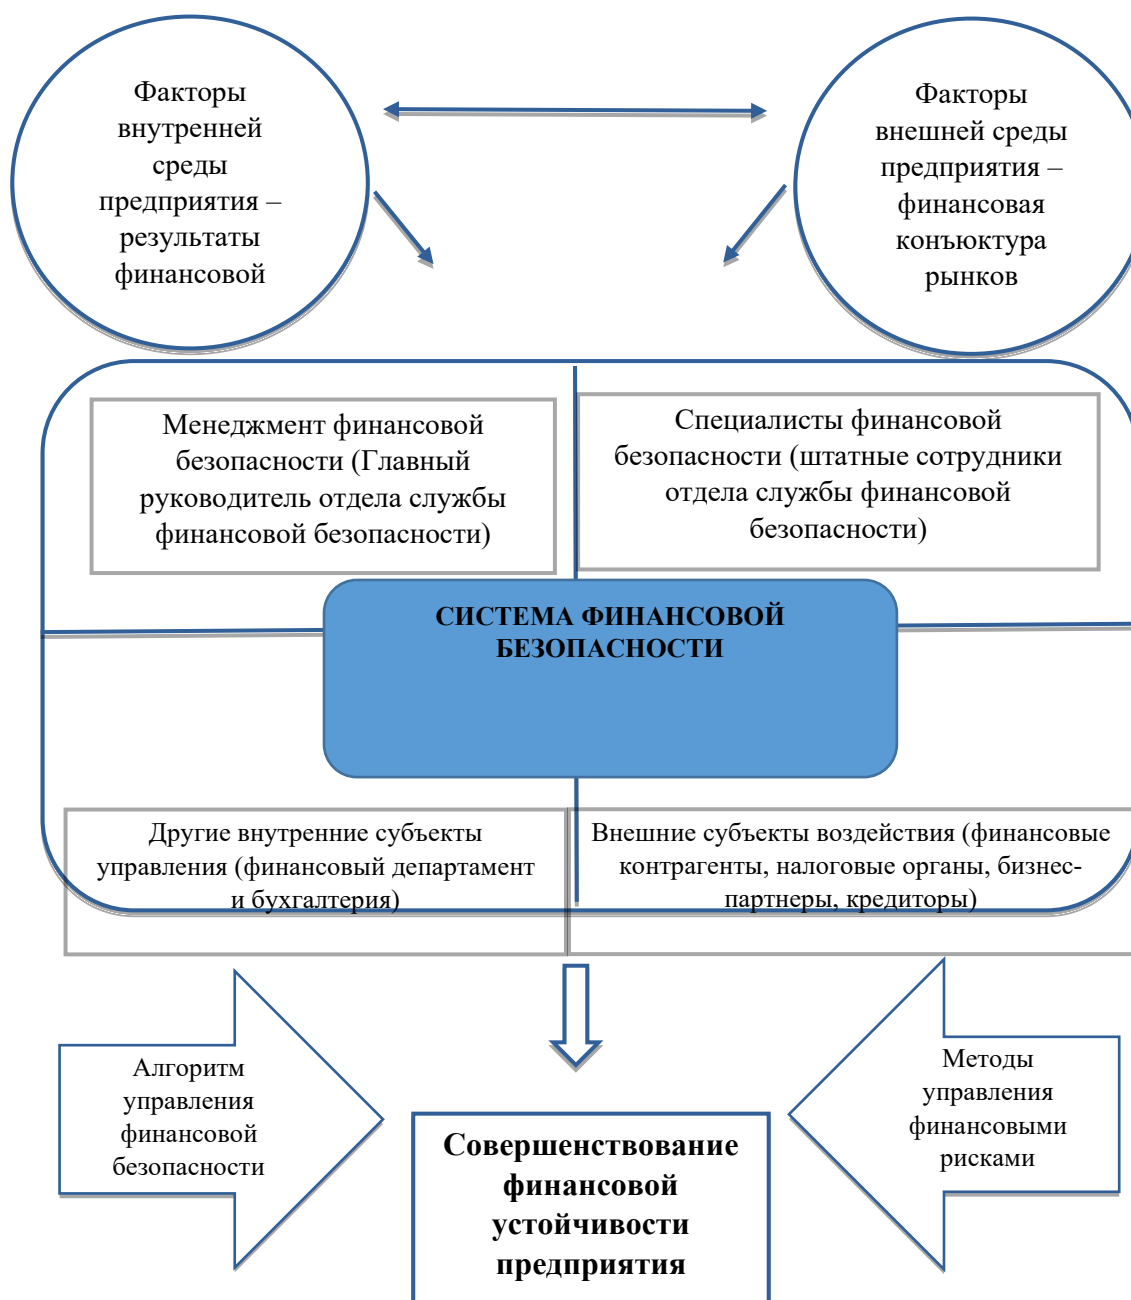 Факторы
внутренней
среды
предприятия –
результаты
финансовой
Факторы
внешней среды
предприятия –
финансовая
конъюктура
рынков
Менеджмент финансовой
безопасности (Главный
руководитель отдела службы
финансовой безопасности)
Специалисты финансовой
безопасности (штатные сотрудники
отдела службы финансовой
безопасности)
СИСТЕМА ФИНАНСОВОЙ
БЕЗОПАСНОСТИ
Другие внутренние субъекты
управления (финансовый департамент
и бухгалтерия)
Внешние субъекты воздействия (финансовые
контрагенты, налоговые органы, бизнес-
партнеры, кредиторы)
Алгоритм
управления
финансовой
безопасности
Методы
управления
финансовыми
рисками
Совершенствование
финансовой
устойчивости
предприятия